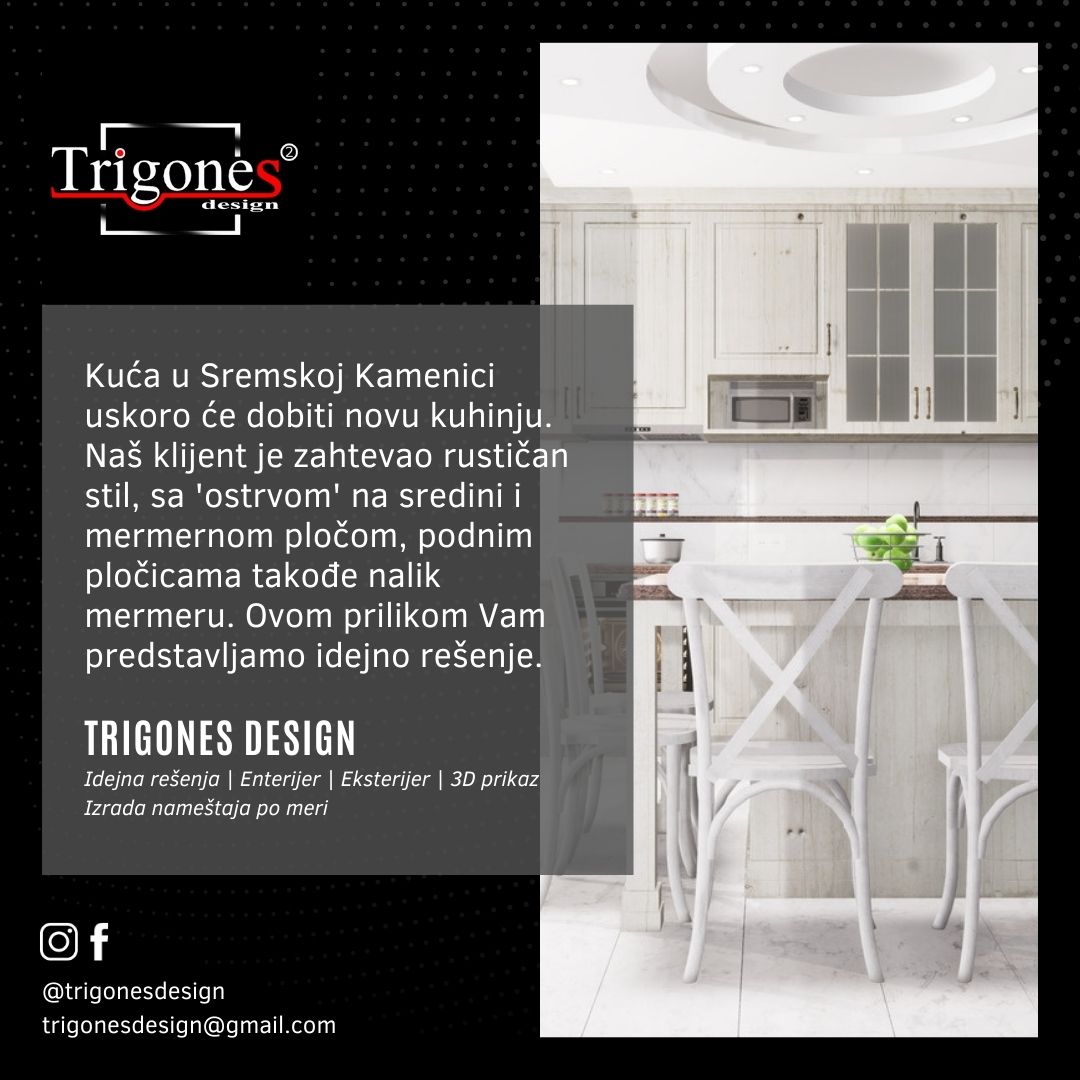 Trigones 2
design
Kuća u Sremskoj Kamenici
uskoro će dobiti novu kuhinju.
Naš klijent je zahtevao rustičan
stil, sa 'ostrvom' na sredini i
mermernom pločom, podnim
pločicama takođe nalik
mermeru. Ovom prilikom Vam
predstavljamo idejno rešenje.
TRIGONES DESIGN
Idejna rešenja | Enterijer | Eksterijer | 3D prikaz
Izrada nameštaja po meri
@trigonesdesign
trigonesdesign@gmail.com